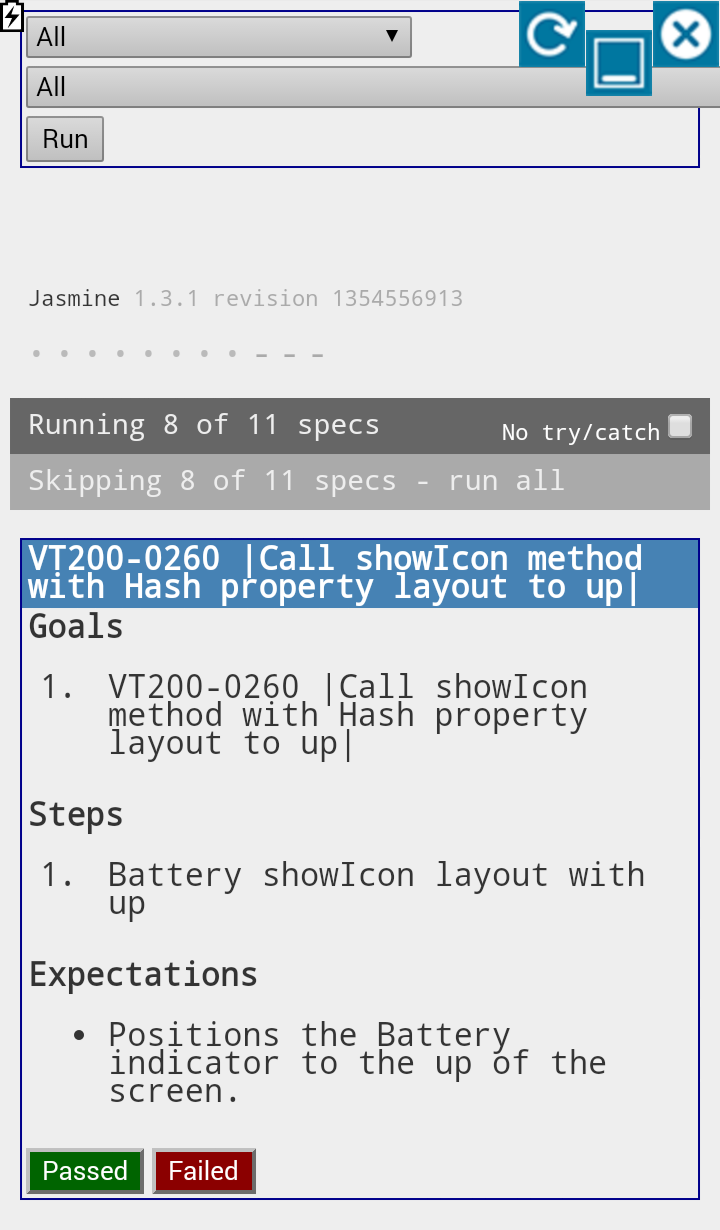 All
All
Run
Jasmine 1.3.1 revision 1354556913
Running 8 of 11 specs
No try/catch
Skipping 8 of 11 specs - run all
VT200-0260 |Call showIcon method
with Hash property layout to up|
Goals
1. VT200-0260 |Call showIcon
method with Hash property
layout to up|
Steps
1. Battery showIcon layout with
up
Expectations
• Positions the Battery
indicator to the up of the
screen.
Passed Failed